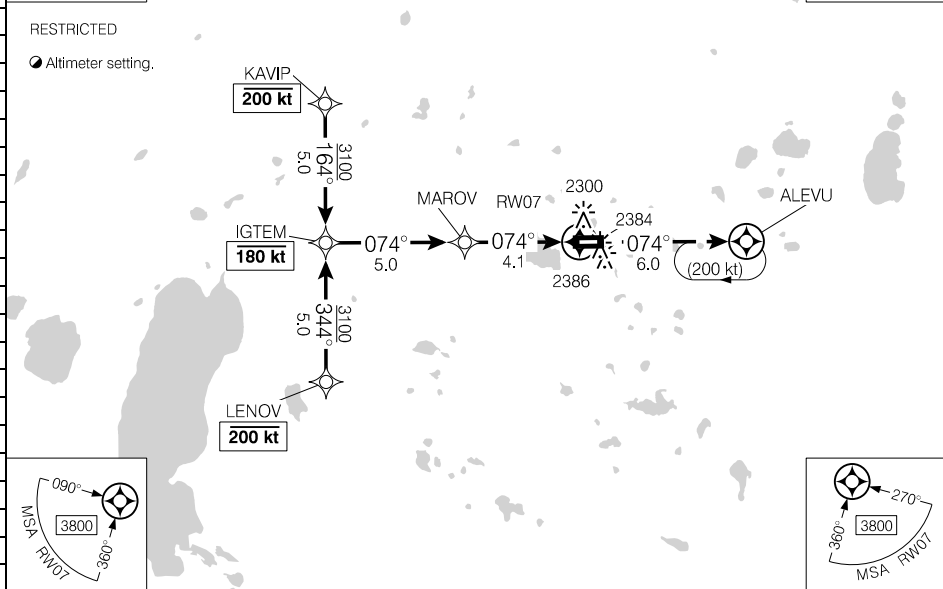 RESTRICTED
Altimeter setting.
KAVIP
200 kt
3100
164°
5.0
IGTEM
180 kt
074°
5.0
MAROV
074°
4.1
RW07
2300
2384
2386
074°
6.0
ALEVU
(200 kt)
3100
344°
5.0
LENOV
200 kt
090°
3800
360°
MSA RW07
270°
3800
360°
MSA RW07